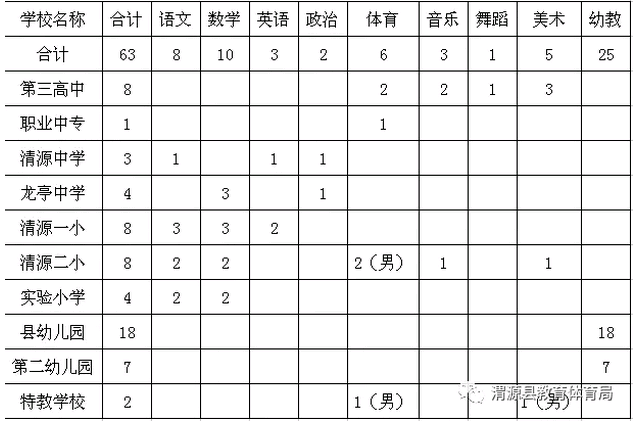 学校名称 合计 语文 数学 英语 政治 体育 音乐 舞蹈 美术 幼教
合计 63 8 10 3 2 6 3 1 5 25
第三高中 8 2 2 1 3
职业中专 1 1
清源中学 3 1 1 1
龙亭中学 4 3 1
清源一小 8 3 3 2
清源二小 8 2 2 2（男） 1 1
实验小学 4 2 2
县幼儿园 18 18
第二幼儿园 7 7
特教学校 2 1（男） 1（男）
渭源县教育体育局